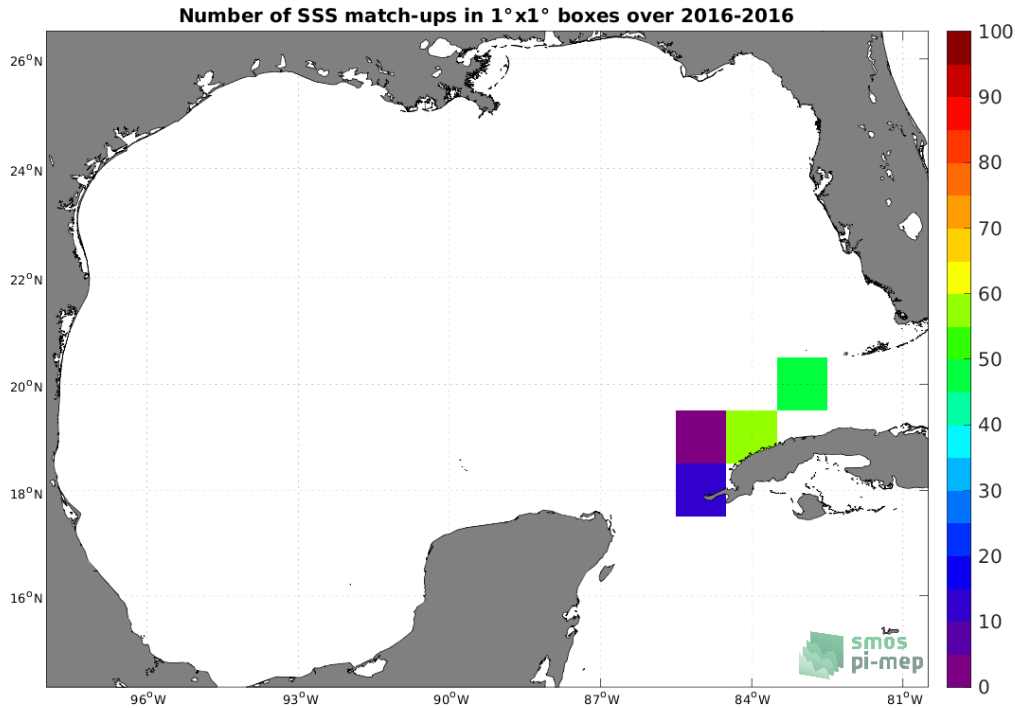 Number of SSS match-ups in 1°x1° boxes over 2016-2016
26°N
24°N
22°N
20°N
18°N
16°N
96°W
93°W
90°W
87°W
84°W
81°W
100
90
80
70
60
50
40
30
20
10
0
smos
pi-mep